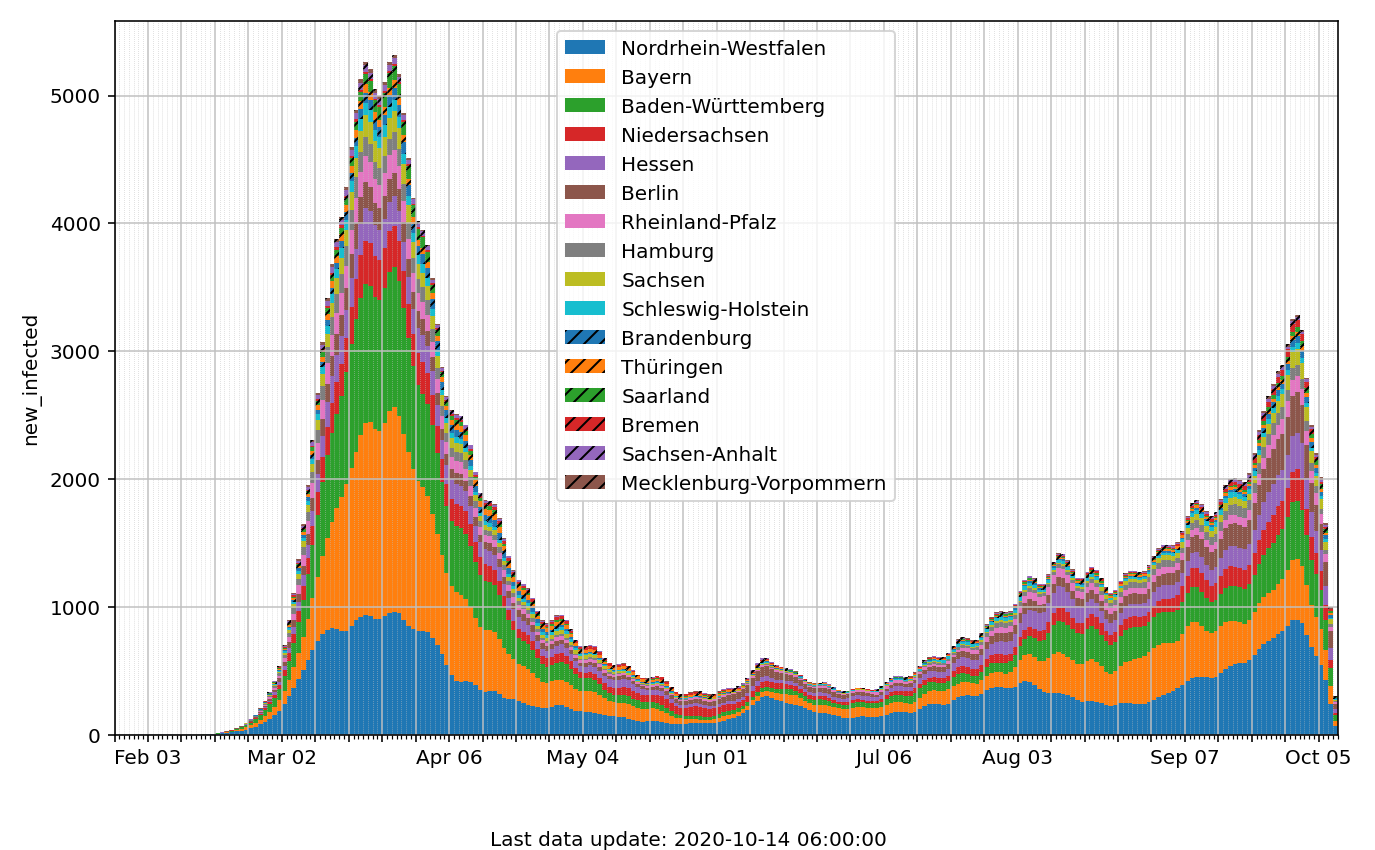 new_infected
5000
4000
3000
2000
1000
0
Nordrhein-Westfalen
Bayern
Baden-Württemberg
Niedersachsen
Hessen
Berlin
Rheinland-Pfalz
Hamburg
Sachsen
Schleswig-Holstein
Brandenburg
Thüringen
Saarland
Bremen
Sachsen-Anhalt
Mecklenburg-Vorpommern
Feb 03 Mar 02 Apr 06 May 04 Jun 01 Jul 06 Aug 03 Sep 07 Oct 05
Last data update: 2020-10-14 06:00:00